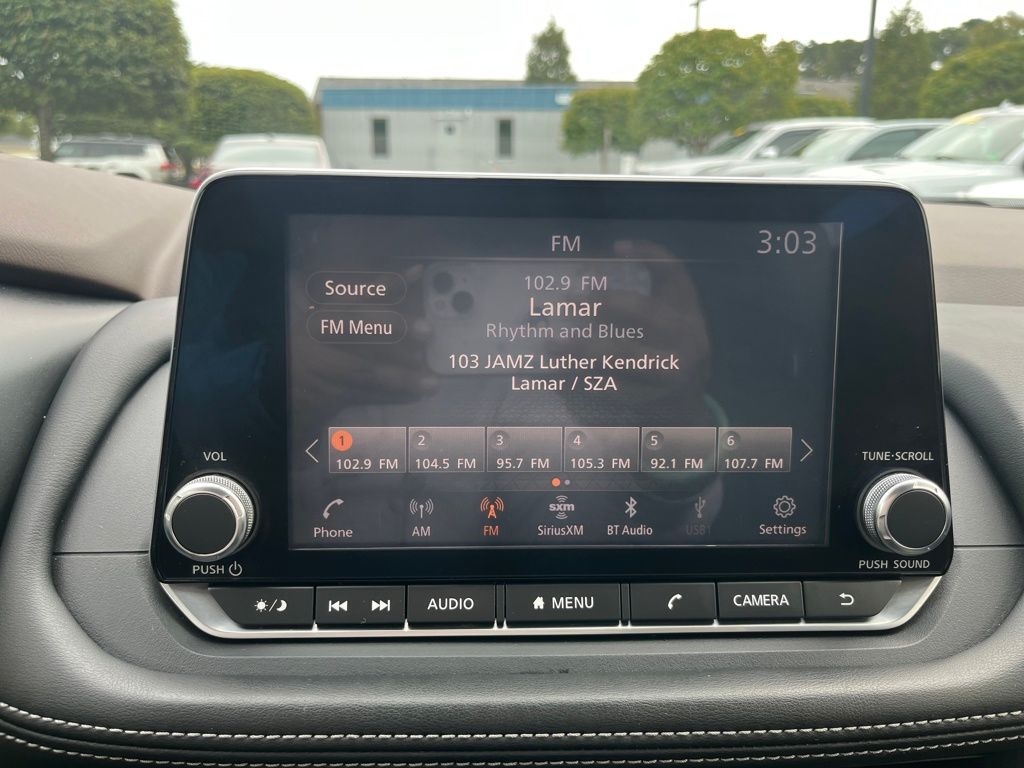 FM
3:03
Source
FM Menu
102.9 FM
Lamar
Rhythm and Blues
103 JAMZ Luther Kendrick
Lamar / SZA
1 2 3 4 5 6
102.9 FM 104.5 FM 95.7 FM 105.3 FM 92.1 FM 107.7 FM
sxm
Phone AM FM SiriusXM BT Audio USB1 Settings
VOL
PUSH
TUNE·SCROLL
PUSH SOUND
AUDIO MENU CAMERA